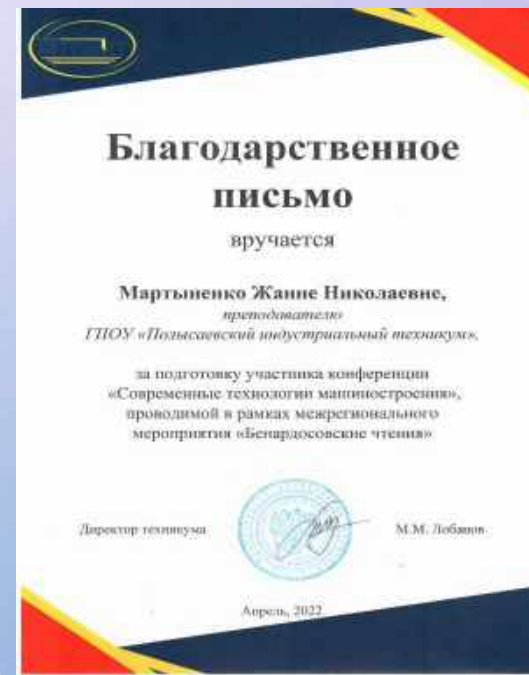 Благодарственное
письмо
вручается
Мартыненко Жанне Николаевне,
преподавателю
ГПОУ «Полысаевский индустриальный техникум»,
за подготовку участника конференции
«Современные технологии машиностроения»,
проводимой в рамках межрегионального
мероприятия «Бенардосовские чтения»
Директор техникума
М.М. Лобанов
Апрель, 2022